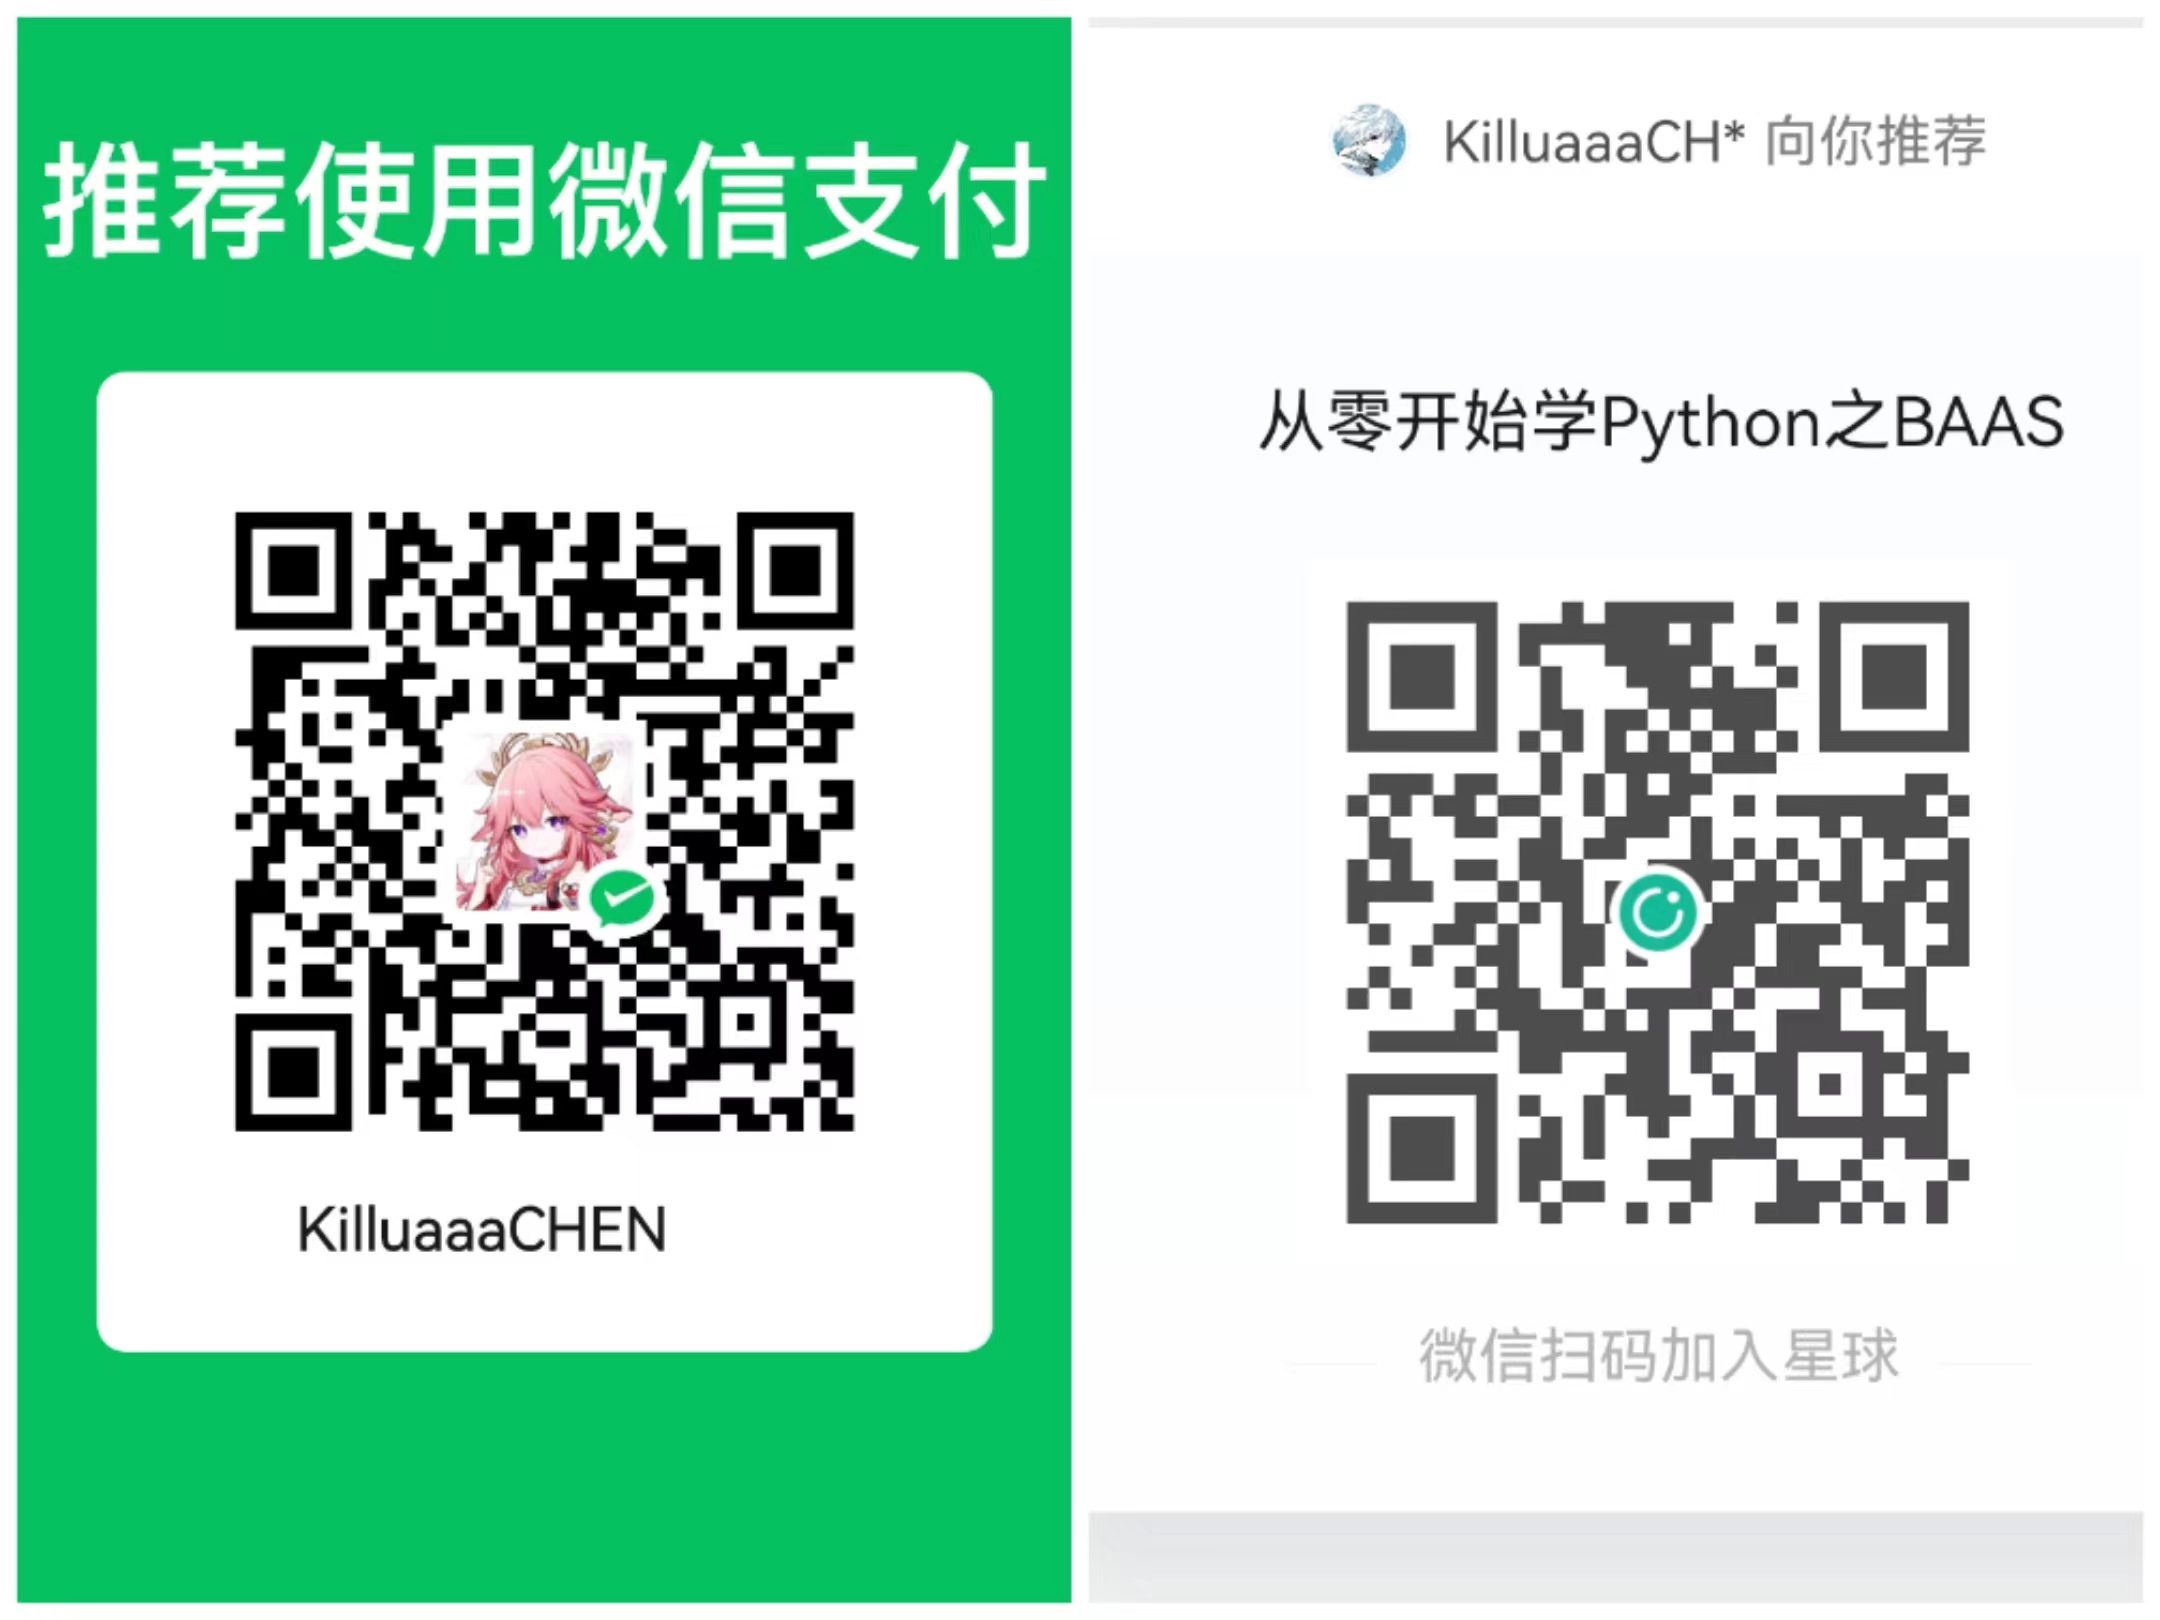 推荐使用微信支付
KilluaaaCHEN
KilluaaaCH* 向你推荐
从零开始学Python之BAAS
微信扫码加入星球